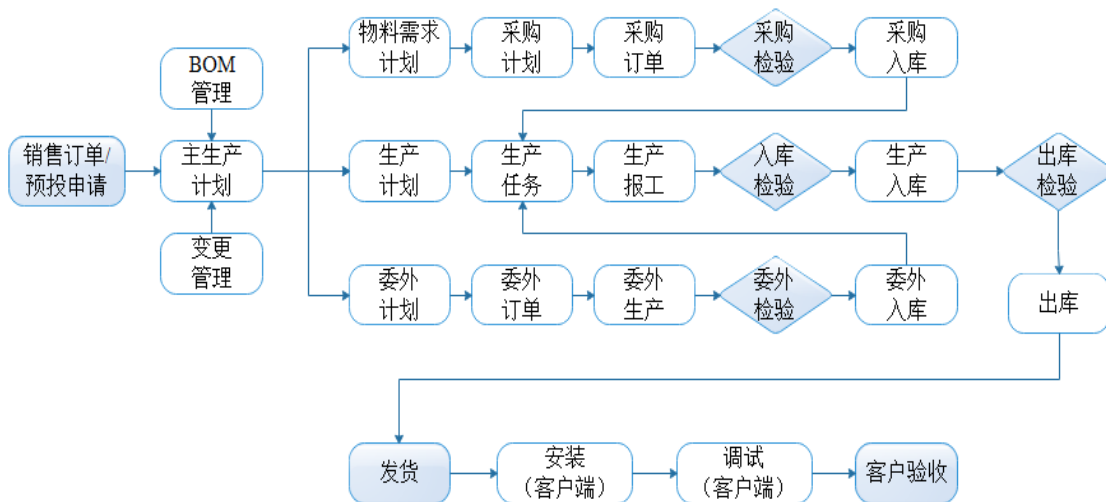 物料需求
计划
采购
计划
采购
订单
采购
检验
采购
入库
BOM
管理
销售订单/
预投申请
主生产
计划
生产
计划
生产
任务
生产
报工
入库
检验
生产
入库
出库
检验
变更
管理
委外
计划
委外
订单
委外
生产
委外
检验
委外
入库
出库
发货
安装
（客户端）
调试
（客户端）
客户验收